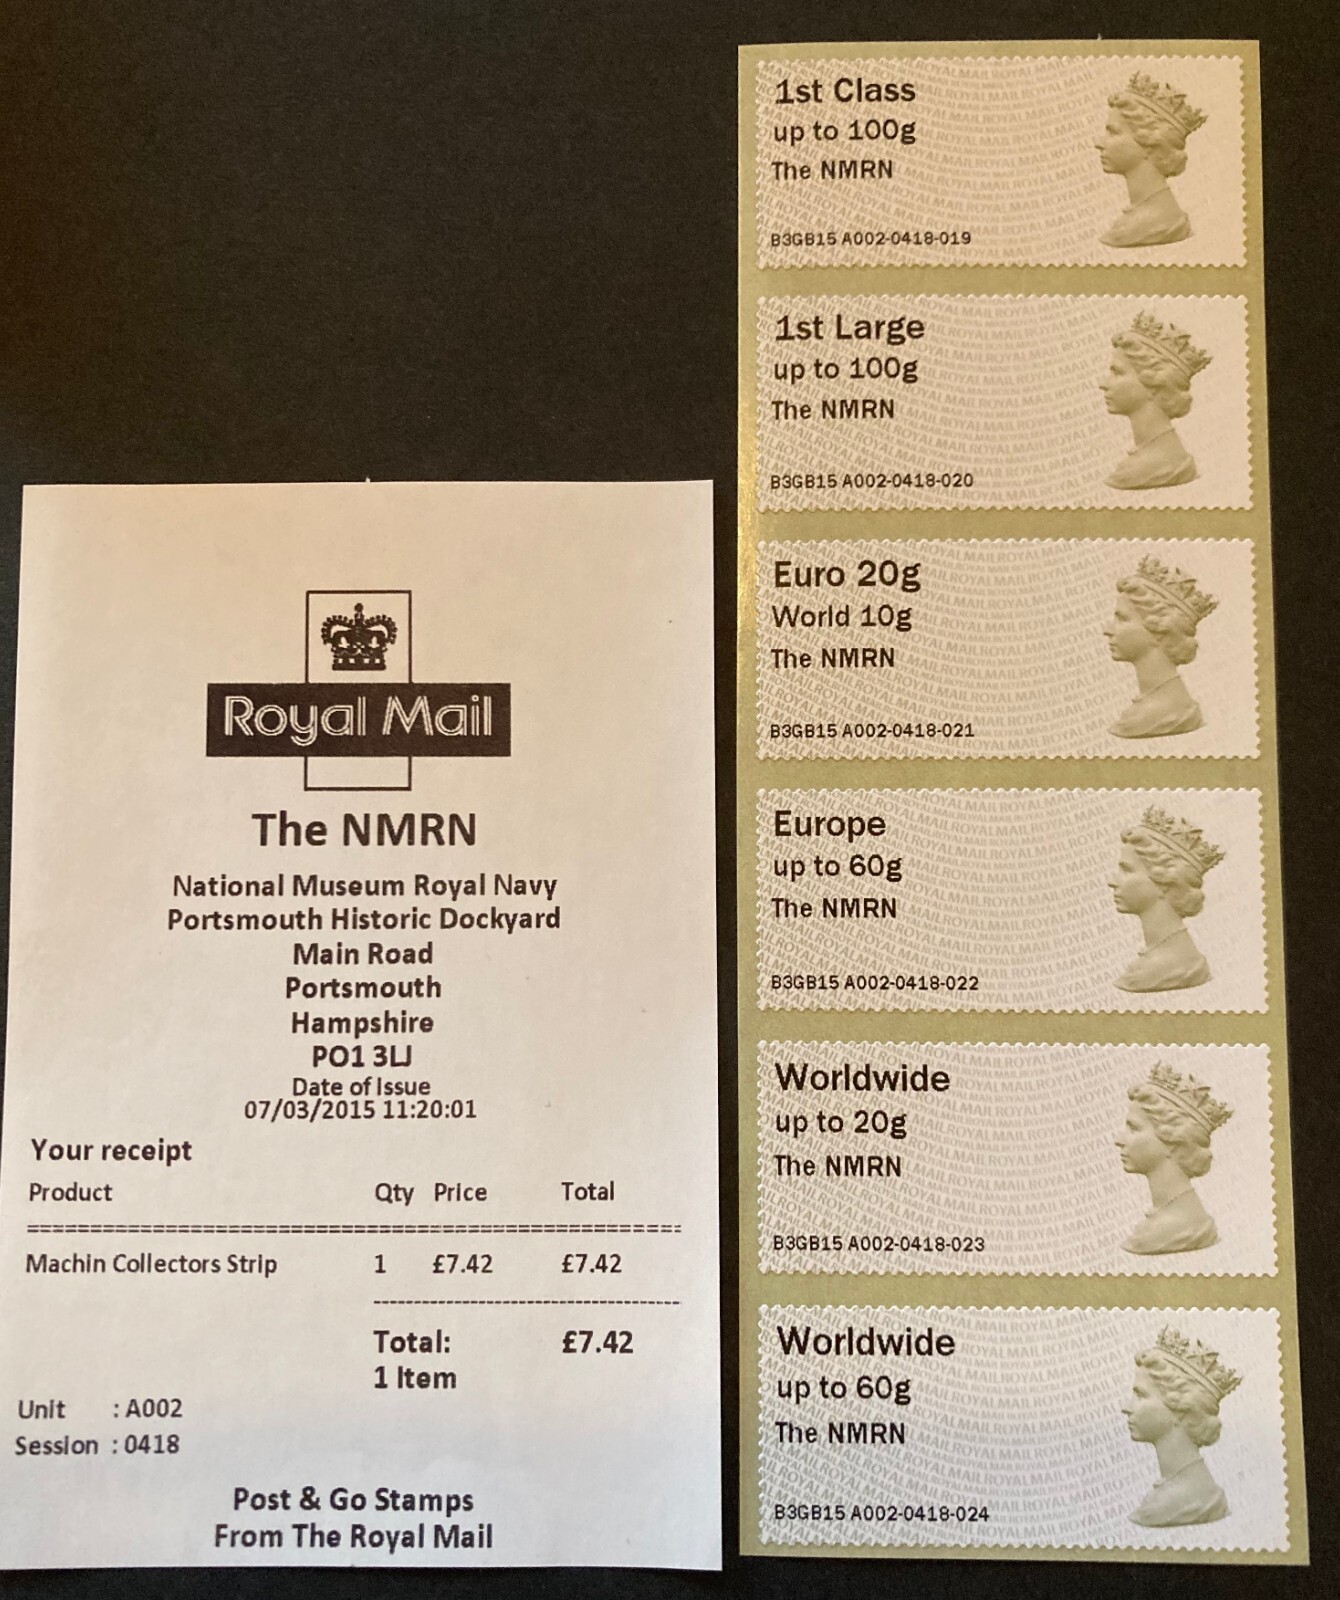 Royal Mail
The NMRN
National Museum Royal Navy
Portsmouth Historic Dockyard
Main Road
Portsmouth
Hampshire
PO1 3LJ
Date of Issue
07/03/2015 11:20:01
Your receipt
Product Qty Price Total
Machin Collectors Strip 1 £7.42 £7.42
Total: £7.42
1 Item
Unit : A002
Session : 0418
Post & Go Stamps
From The Royal Mail
1st Class
up to 100g
The NMRN
B3GB15 A002-0418-019
1st Large
up to 100g
The NMRN
B3GB15 A002-0418-020
Euro 20g
World 10g
The NMRN
B3GB15 A002-0418-021
Europe
up to 60g
The NMRN
B3GB15 A002-0418-022
Worldwide
up to 20g
The NMRN
B3GB15 A002-0418-023
Worldwide
up to 60g
The NMRN
B3GB15 A002-0418-024